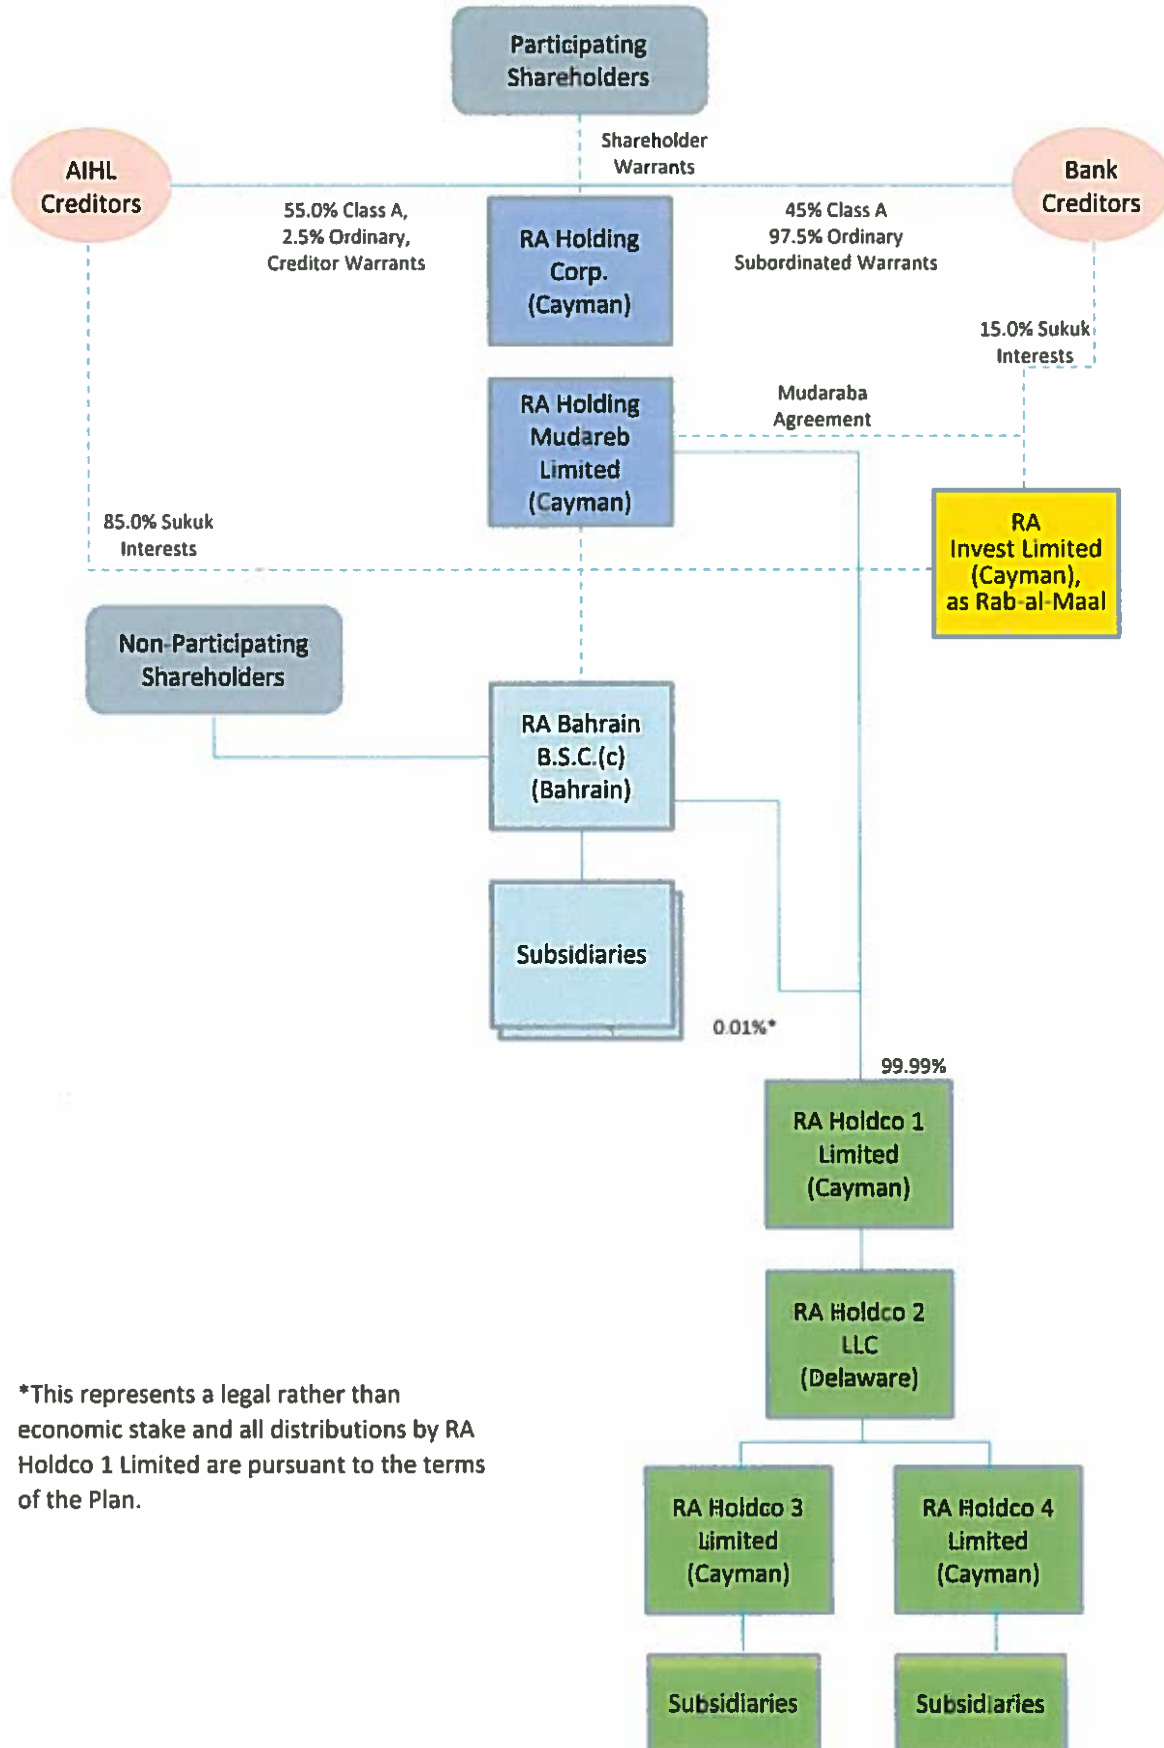 Participating
Shareholders
Shareholder
Warrants
AIHL
Creditors
Bank
Creditors
55.0% Class A,
2.5% Ordinary,
Creditor Warrants
RA Holding
Corp.
(Cayman)
45% Class A
97.5% Ordinary
Subordinated Warrants
15.0% Sukuk
Interests
RA Holding
Mudareb
Limited
(Cayman)
Mudaraba
Agreement
85.0% Sukuk
Interests
RA
Invest Limited
(Cayman),
as Rab-al-Maal
Non-Participating
Shareholders
RA Bahrain
B.S.C.(c)
(Bahrain)
Subsidiaries
0.01%*
99.99%
RA Holdco 1
Limited
(Cayman)
RA Holdco 2
LLC
(Delaware)
*This represents a legal rather than
economic stake and all distributions by RA
Holdco 1 Limited are pursuant to the terms
of the Plan.
RA Holdco 3
Limited
(Cayman)
RA Holdco 4
Limited
(Cayman)
Subsidiaries
Subsidiaries